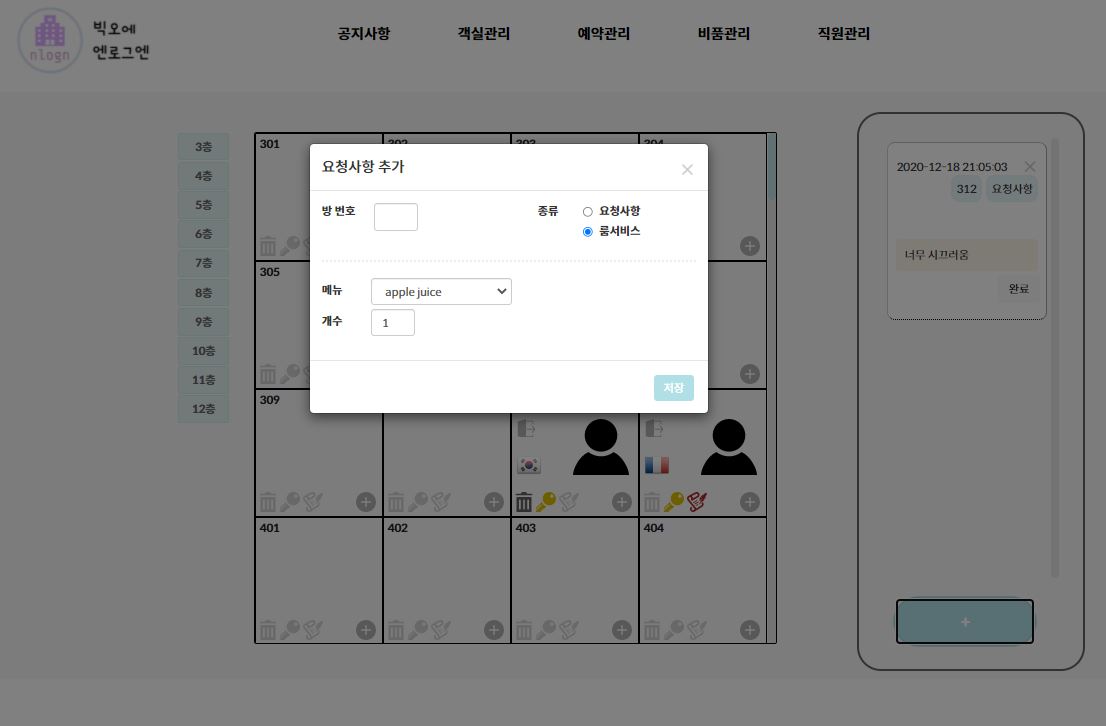 빅오에
엔로그엔
nlogn
공지사항
객실관리
예약관리
비품관리
직원관리
3층
4층
5층
6층
7층
8층
9층
10층
11층
12층
301
302
303
304
305
309
401
402
403
404
요청사항 추가
방 번호
종류
요청사항
룸서비스
메뉴
apple juice
개수
1
저장
2020-12-18 21:05:03
312
요청사항
너무 시끄러움
완료
+